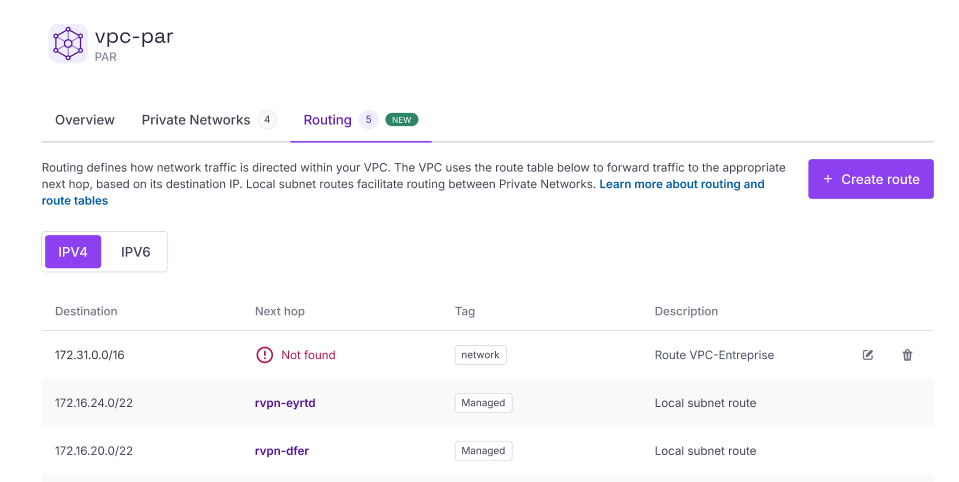 vpc-par
PAR
Overview Private Networks 4 Routing 5 NEW
Routing defines how network traffic is directed within your VPC. The VPC uses the route table below to forward traffic to the appropriate
next hop, based on its destination IP. Local subnet routes facilitate routing between Private Networks. Learn more about routing and
route tables
+ Create route
IPV4 IPV6
Destination Next hop Tag Description
172.31.0.0/16 Not found network Route VPC-Entreprise
172.16.24.0/22 rvpn-eyrtd Managed Local subnet route
172.16.20.0/22 rvpn-dfer Managed Local subnet route